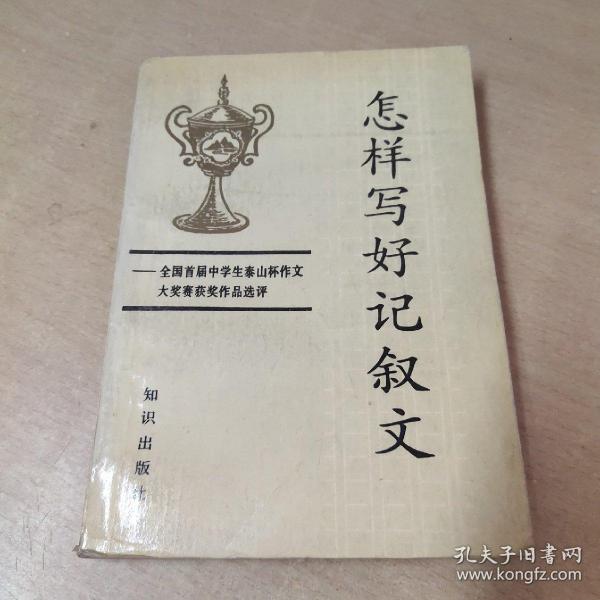 怎样写好记叙文
——全国首届中学生泰山杯作文
大奖赛获奖作品选评
知识出版社
孔夫子旧书网
www.kongfz.com